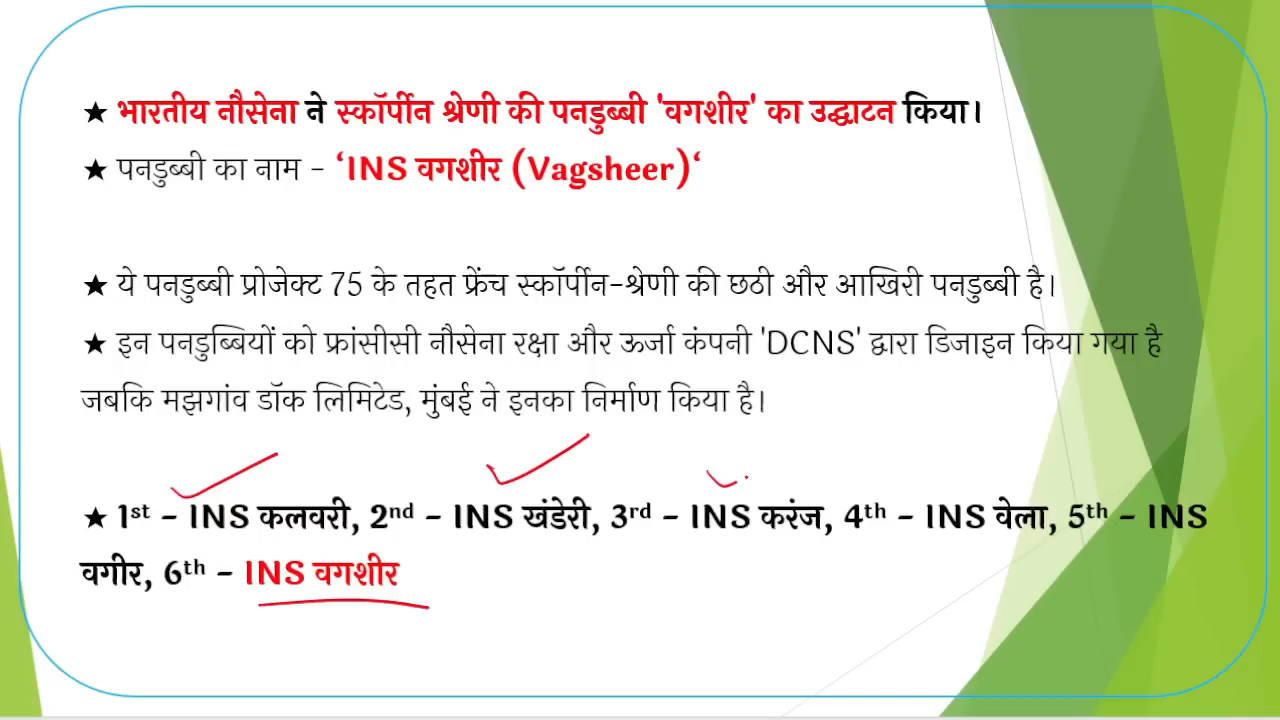 ★ भारतीय नौसेना ने स्कॉर्पीन श्रेणी की पनडुब्बी 'वगशीर' का उद्घाटन किया।
★ पनडुब्बी का नाम - ‘INS वगशीर (Vagsheer)‘
★ ये पनडुब्बी प्रोजेक्ट 75 के तहत फ्रेंच स्कॉर्पीन-श्रेणी की छठी और आखिरी पनडुब्बी है।
★ इन पनडुब्बियों को फ्रांसीसी नौसेना रक्षा और ऊर्जा कंपनी 'DCNS' द्वारा डिजाइन किया गया है
जबकि मझगांव डॉक लिमिटेड, मुंबई ने इनका निर्माण किया है।
★ 1st – INS कलवरी, 2nd – INS खंडेरी, 3rd – INS करंज, 4th – INS वेला, 5th – INS
वगीर, 6th – INS वगशीर